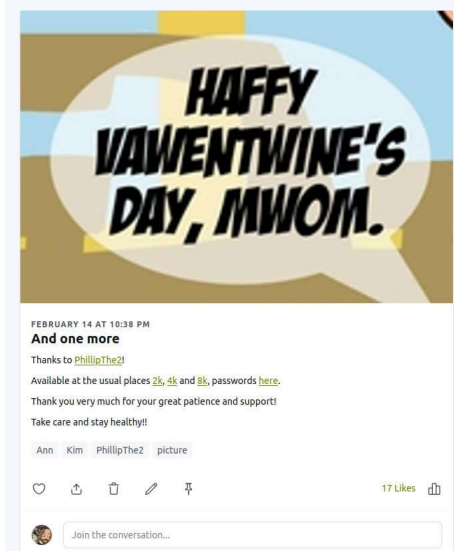 HAFFY
VAWENTWINE'S
DAY, MWOM.
FEBRUARY 14 AT 10:38 PM
And one more
Thanks to PhillipThe2!
Available at the usual places 2k, 4k and 8k, passwords here.
Thank you very much for your great patience and support!
Take care and stay healthy!!
Ann Kim PhillipThe2 picture
17 Likes
Join the conversation...